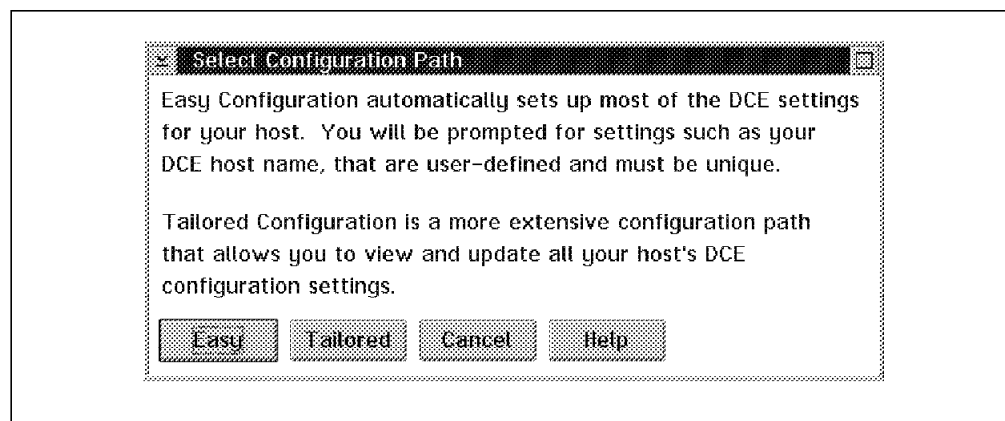 Select Configuration Path
Easy Configuration automatically sets up most of the DCE settings
for your host.  You will be prompted for settings such as your
DCE host name, that are user-defined and must be unique.
Tailored Configuration is a more extensive configuration path
that allows you to view and update all your host's DCE
configuration settings.
Easy Tailored Cancel Help